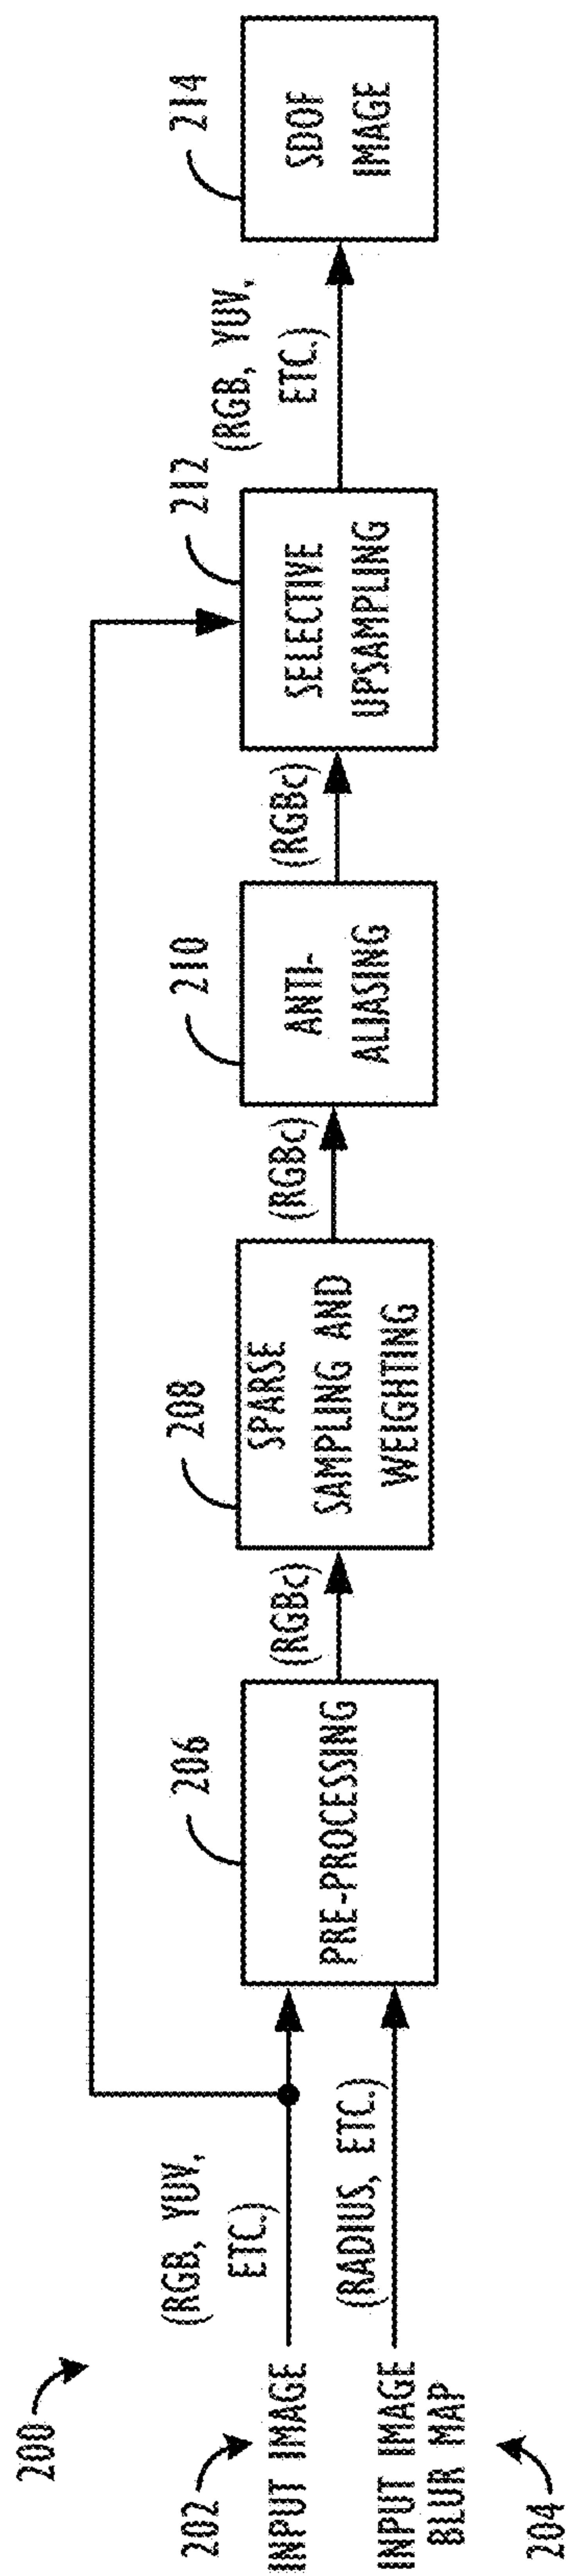 200
202
INPUT IMAGE
(RGB, YUV,
ETC.)
INPUT IMAGE
BLUR MAP
204
(RADIUS, ETC.)
206
PRE-PROCESSING
(RGBc)
208
SPARSE
SAMPLING AND
WEIGHTING
(RGBc)
210
ANTI-
ALIASING
(RGBc)
212
SELECTIVE
UPSAMPLING
(RGB, YUV,
ETC.)
214
SDOF
IMAGE